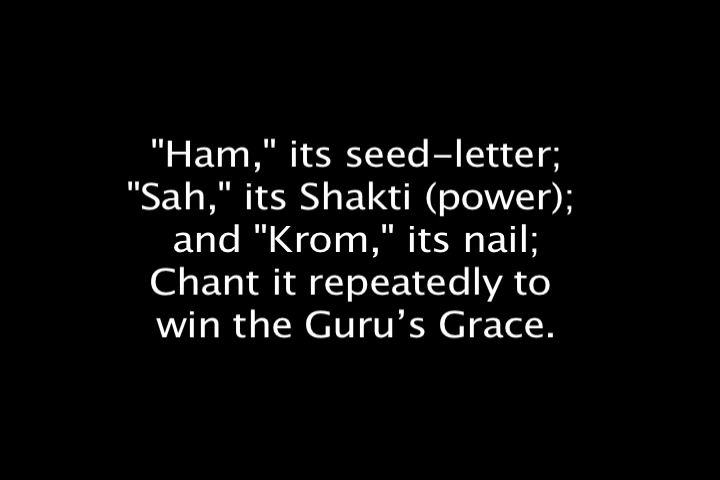 "Ham," its seed-letter;
"Sah," its Shakti (power);
and "Krom," its nail;
Chant it repeatedly to
win the Guru’s Grace.